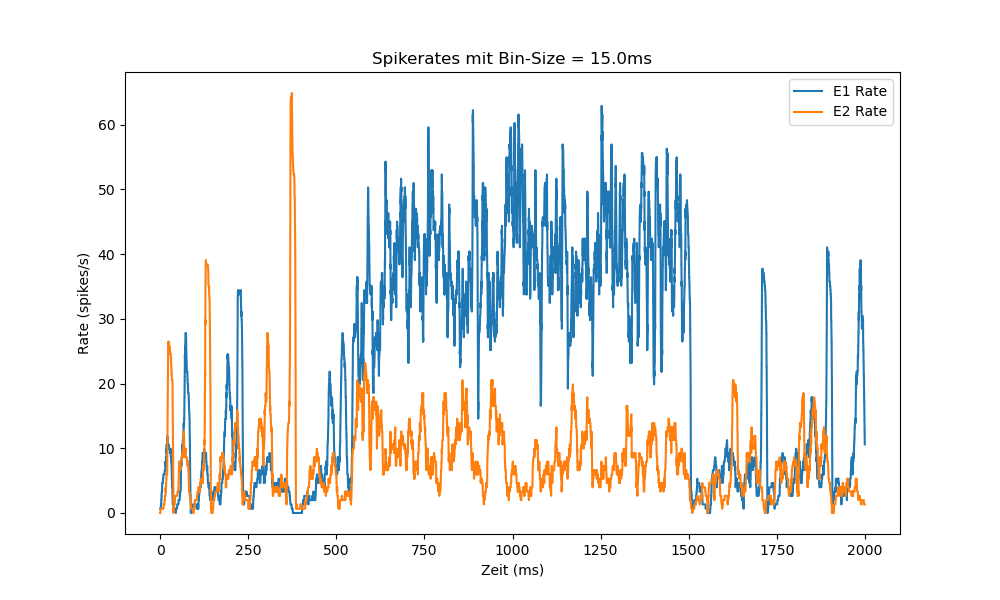 Spikerates mit Bin-Size = 15.0ms
E1 Rate
E2 Rate
Rate (spikes/s)
60
50
40
30
20
10
0
0 250 500 750 1000 1250 1500 1750 2000
Zeit (ms)